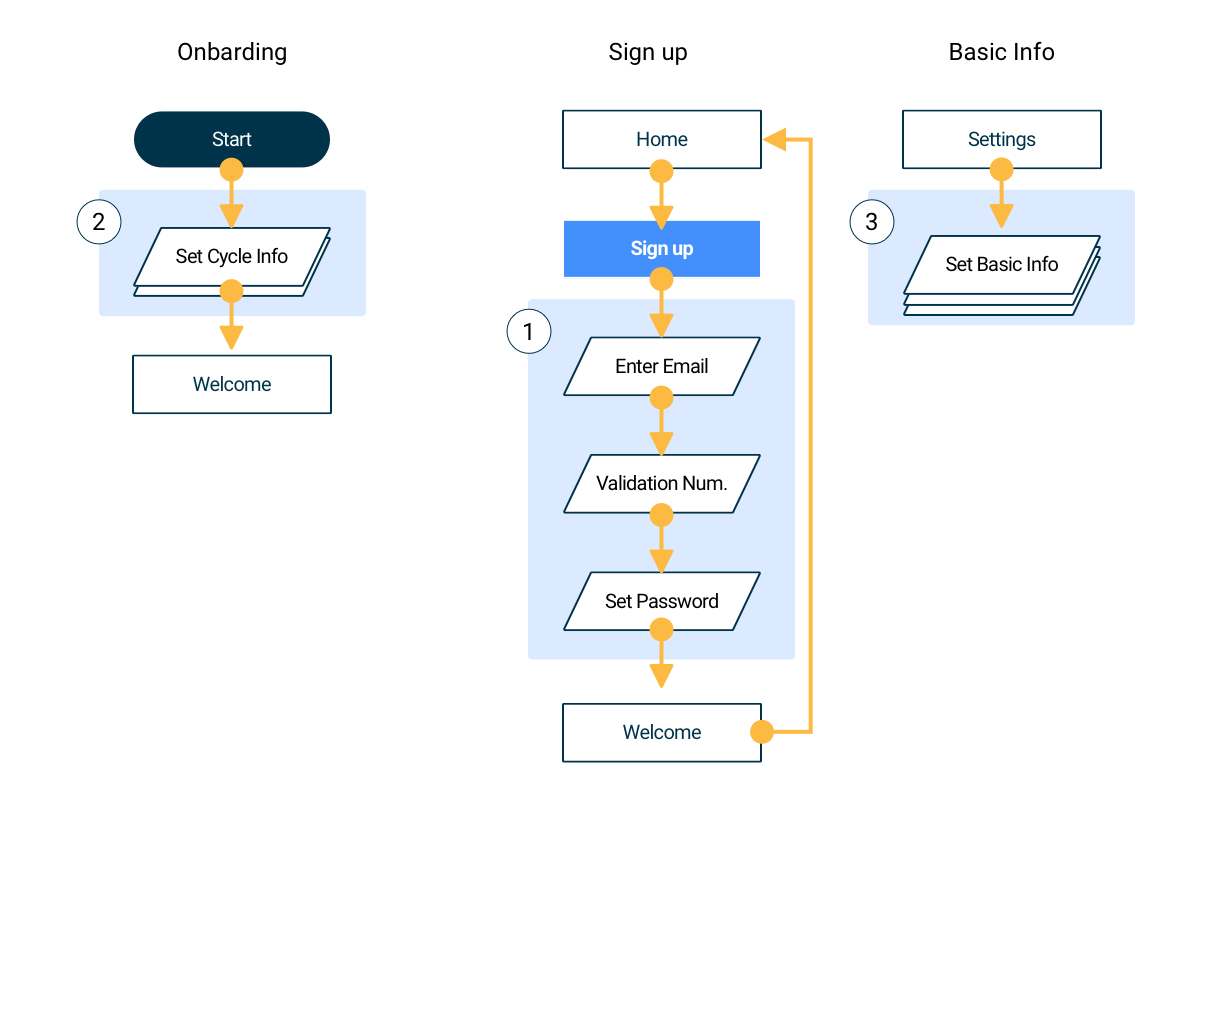 Onbarding
Sign up
Basic Info
Start
Home
Settings
2
Set Cycle Info
Sign up
3
Set Basic Info
1
Enter Email
Welcome
Validation Num.
Set Password
Welcome